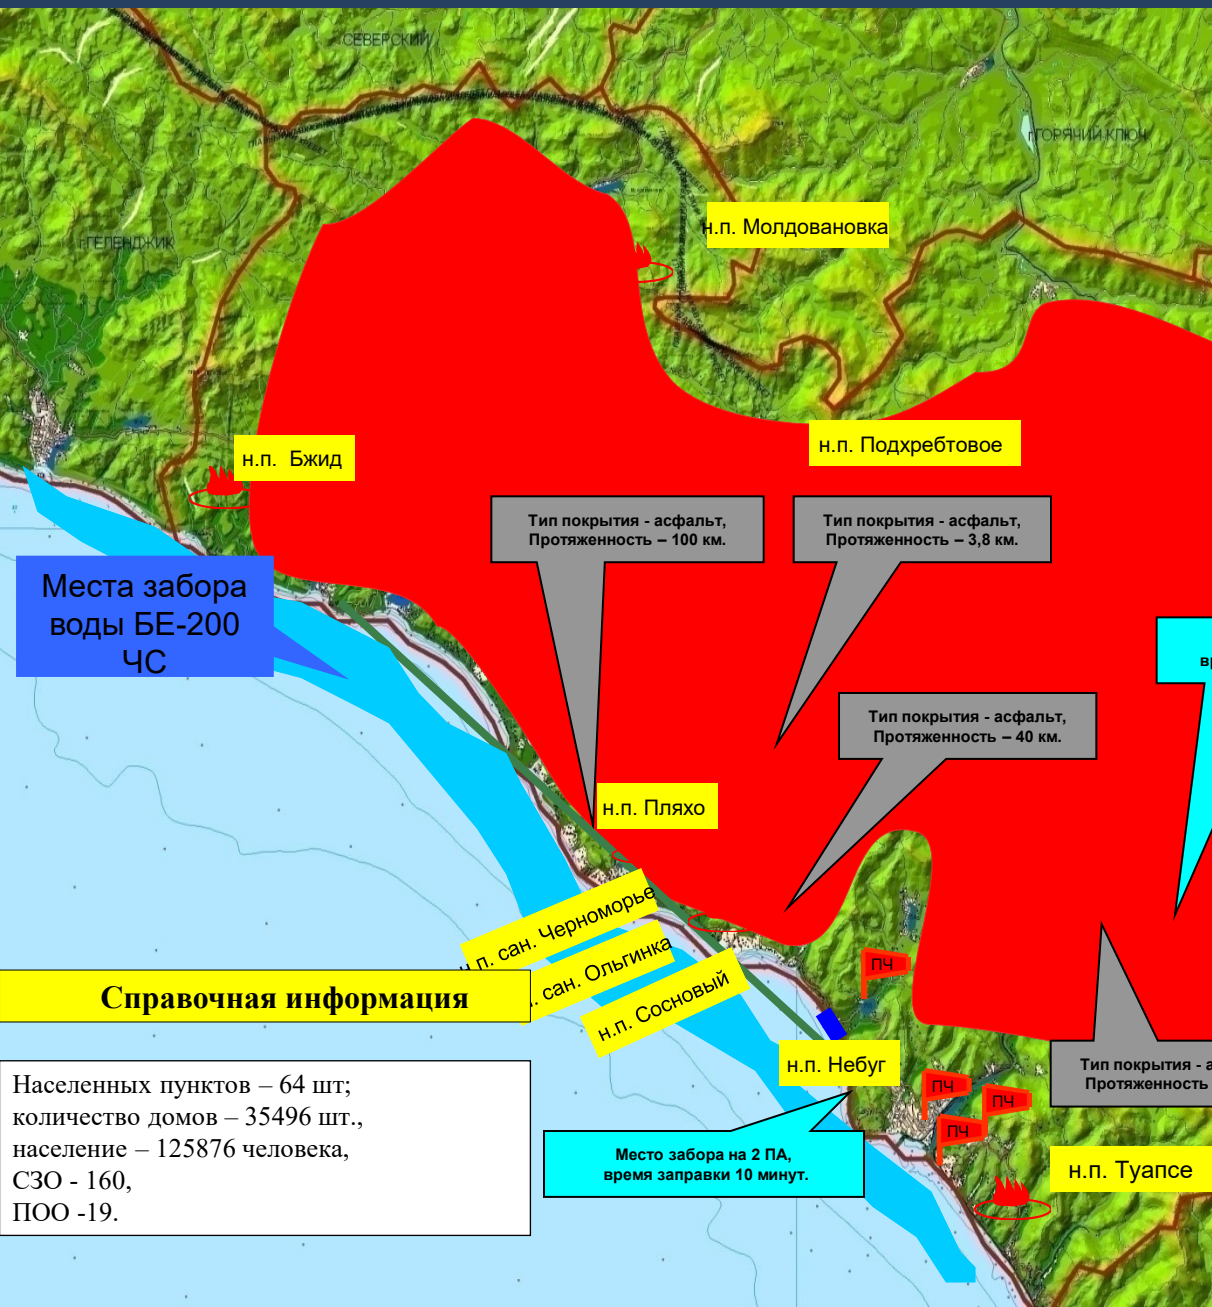 СЕВЕРСКИЙ
г.ГОРЯЧИЙ КЛЮЧ
г.ГЕЛЕНДЖИК
н.п. Молдовановка
н.п. Бжид
н.п. Подхребтовое
Тип покрытия - асфальт,
Протяженность – 100 км.
Тип покрытия - асфальт,
Протяженность – 3,8 км.
Места забора
воды БЕ-200
ЧС
Тип покрытия - асфальт,
Протяженность – 40 км.
н.п. Пляхо
н.п. сан. Черноморье
. сан. Ольгинка
н.п. Сосновый
ПЧ
Справочная информация
н.п. Небуг
Тип покрытия - а
Протяженность
ПЧ
ПЧ
ПЧ
Населенных пунктов – 64 шт;
количество домов – 35496 шт.,
население – 125876 человека,
СЗО - 160,
ПОО -19.
Место забора на 2 ПА,
время заправки 10 минут.
н.п. Туапсе